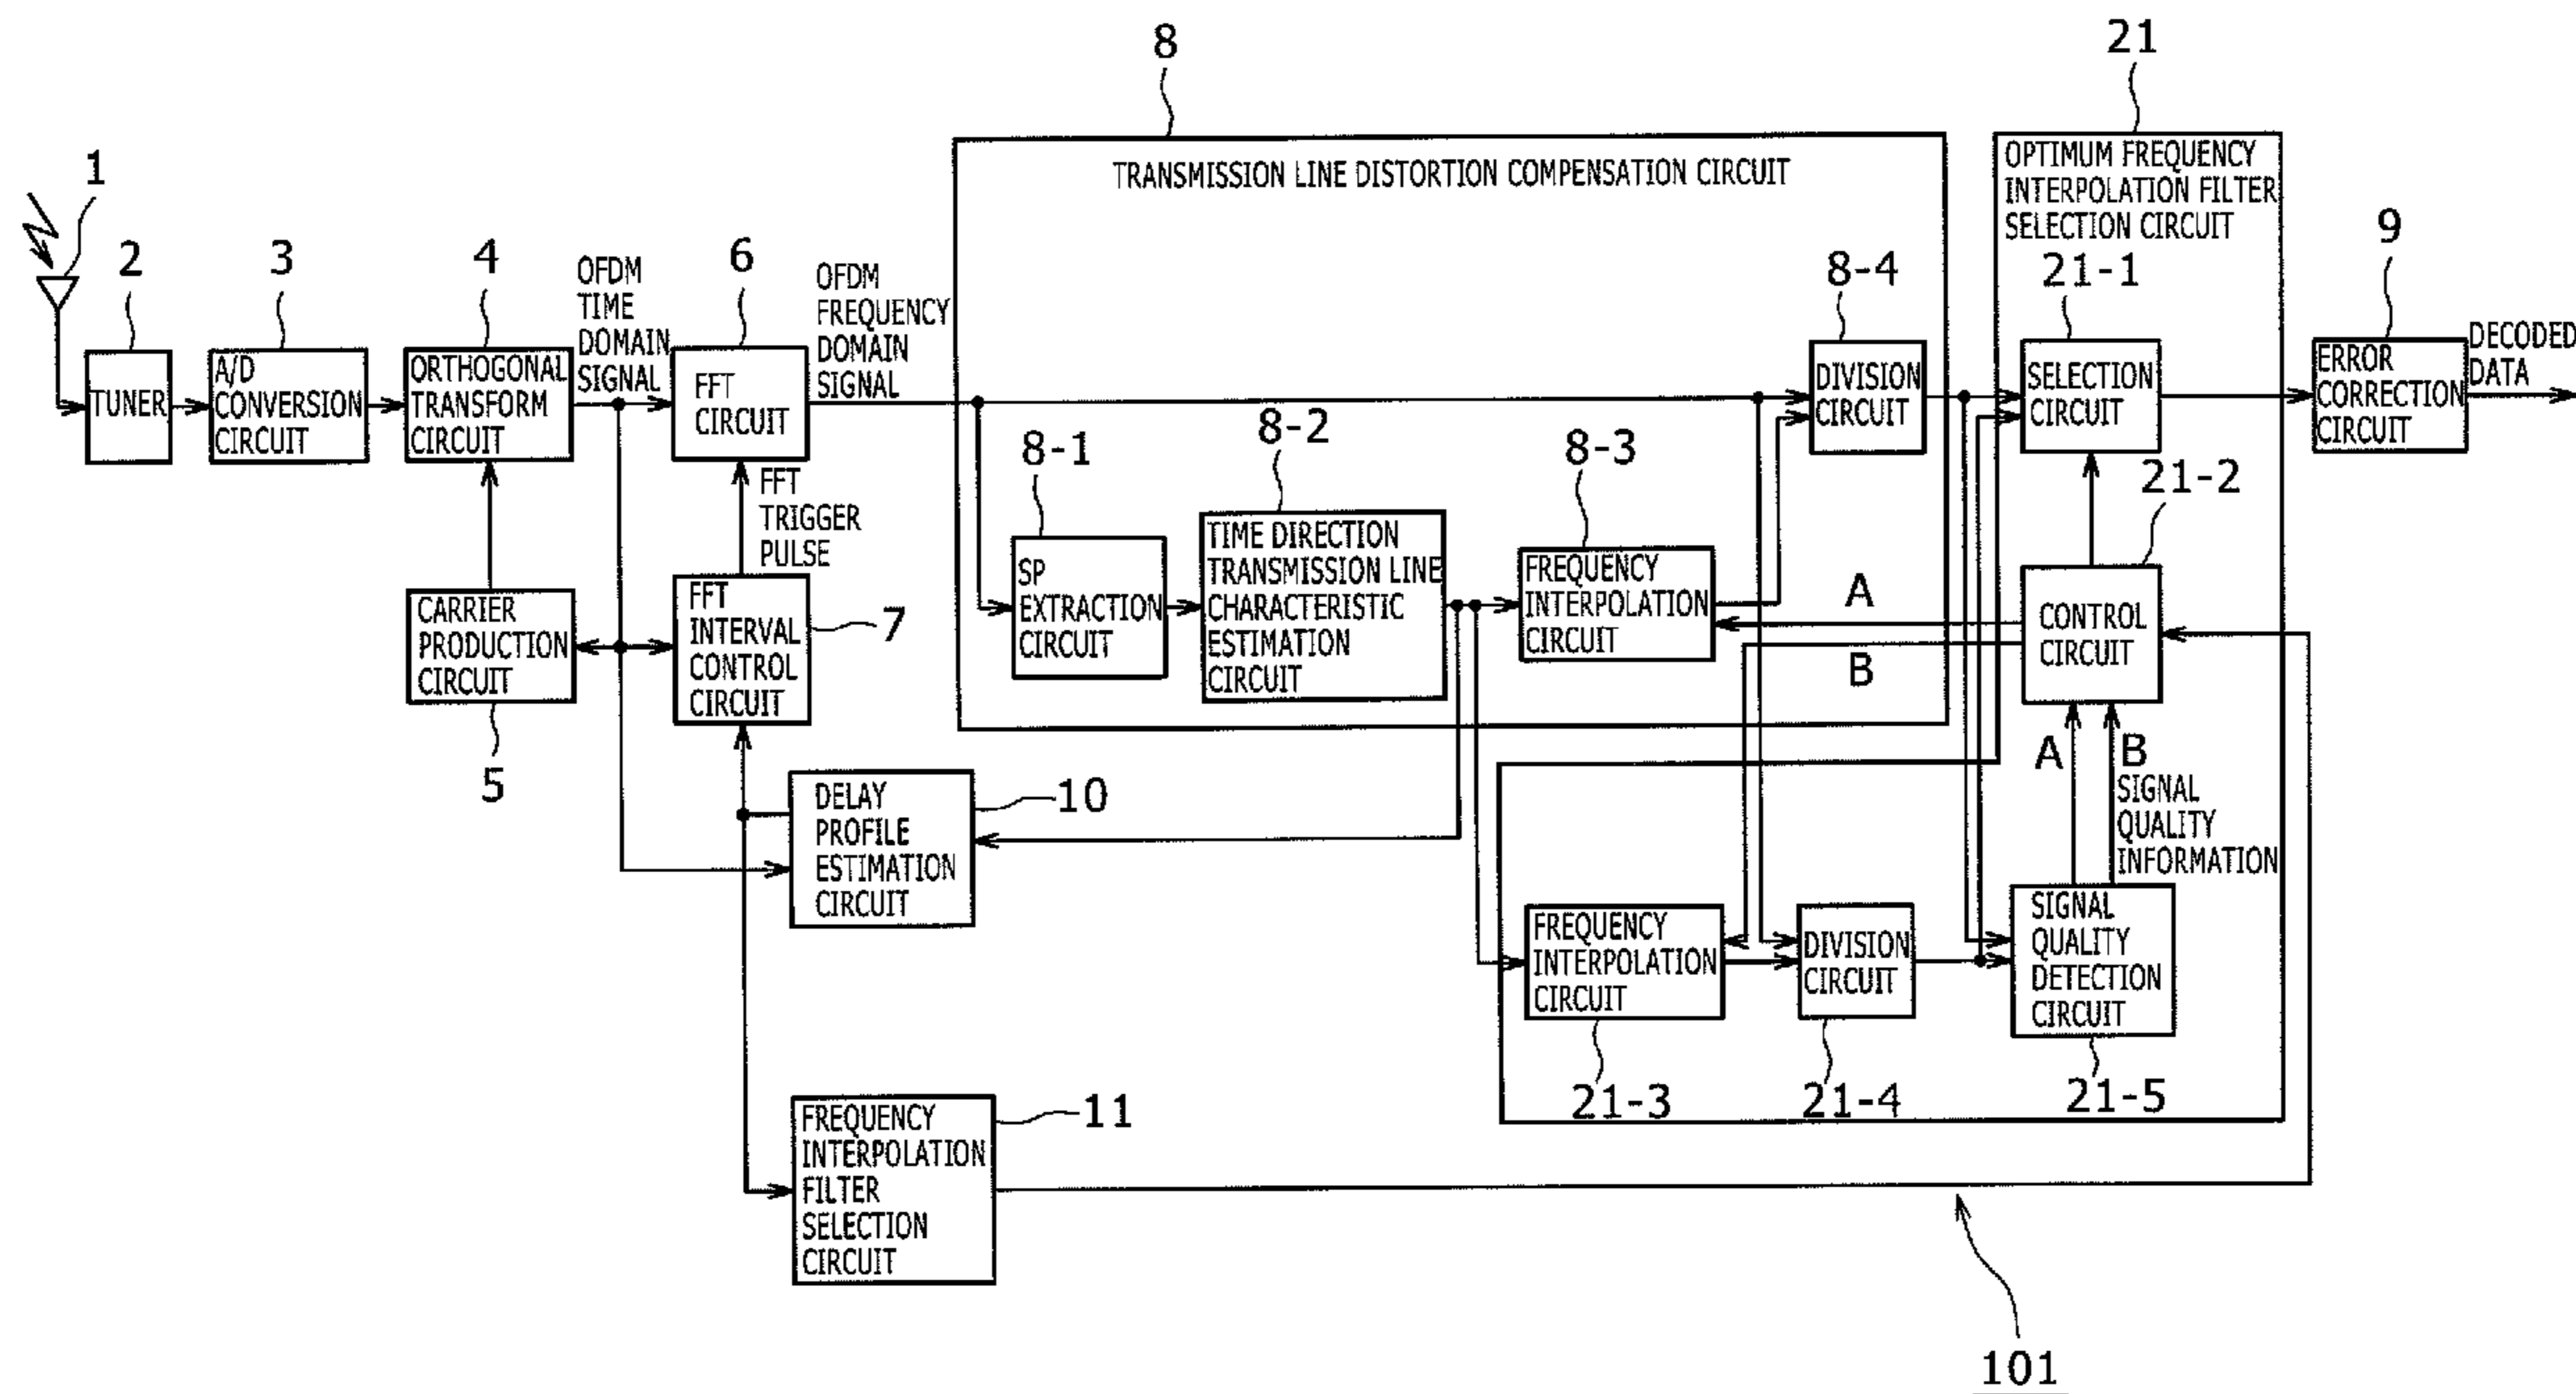 8
21
TRANSMISSION LINE DISTORTION COMPENSATION CIRCUIT
OPTIMUM FREQUENCY
INTERPOLATION FILTER
SELECTION CIRCUIT
1
2
3
4
OFDM
TIME
DOMAIN
SIGNAL
6
OFDM
FREQUENCY
DOMAIN
SIGNAL
8-4
21-1
9
TUNER
A/D
CONVERSION
CIRCUIT
ORTHOGONAL
TRANSFORM
CIRCUIT
FFT
CIRCUIT
DIVISION
CIRCUIT
SELECTION
CIRCUIT
ERROR
CORRECTION
CIRCUIT
DECODED
DATA
8-1
8-2
8-3
21-2
FFT
TRIGGER
PULSE
CARRIER
PRODUCTION
CIRCUIT
5
FFT
INTERVAL
CONTROL
CIRCUIT
7
SP
EXTRACTION
CIRCUIT
TIME DIRECTION
TRANSMISSION LINE
CHARACTERISTIC
ESTIMATION
CIRCUIT
FREQUENCY
INTERPOLATION
CIRCUIT
A
B
CONTROL
CIRCUIT
A
B
SIGNAL
QUALITY
INFORMATION
DELAY
PROFILE
ESTIMATION
CIRCUIT
10
FREQUENCY
INTERPOLATION
CIRCUIT
DIVISION
CIRCUIT
SIGNAL
QUALITY
DETECTION
CIRCUIT
21-3
21-4
21-5
FREQUENCY
INTERPOLATION
FILTER
SELECTION
CIRCUIT
11
101